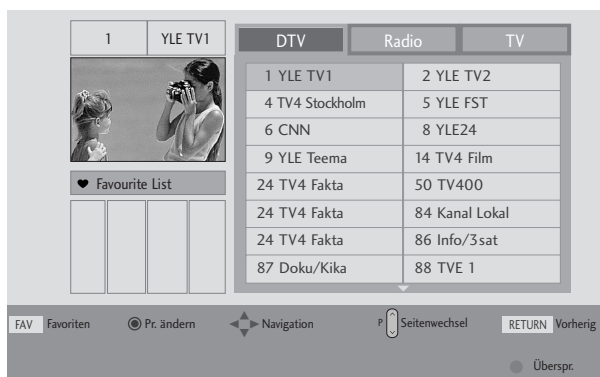 1 YLE TV1
DTV Radio TV
1 YLE TV1 2 YLE TV2
4 TV4 Stockholm 5 YLE FST
6 CNN 8 YLE24
9 YLE Teema 14 TV4 Film
Favourite List
24 TV4 Fakta 50 TV400
24 TV4 Fakta 84 Kanal Lokal
24 TV4 Fakta 86 Info/3sat
87 Doku/Kika 88 TVE 1
FAV Favoriten Pr. ändern Navigation P Seitenwechsel RETURN Vorherig
Überspr.